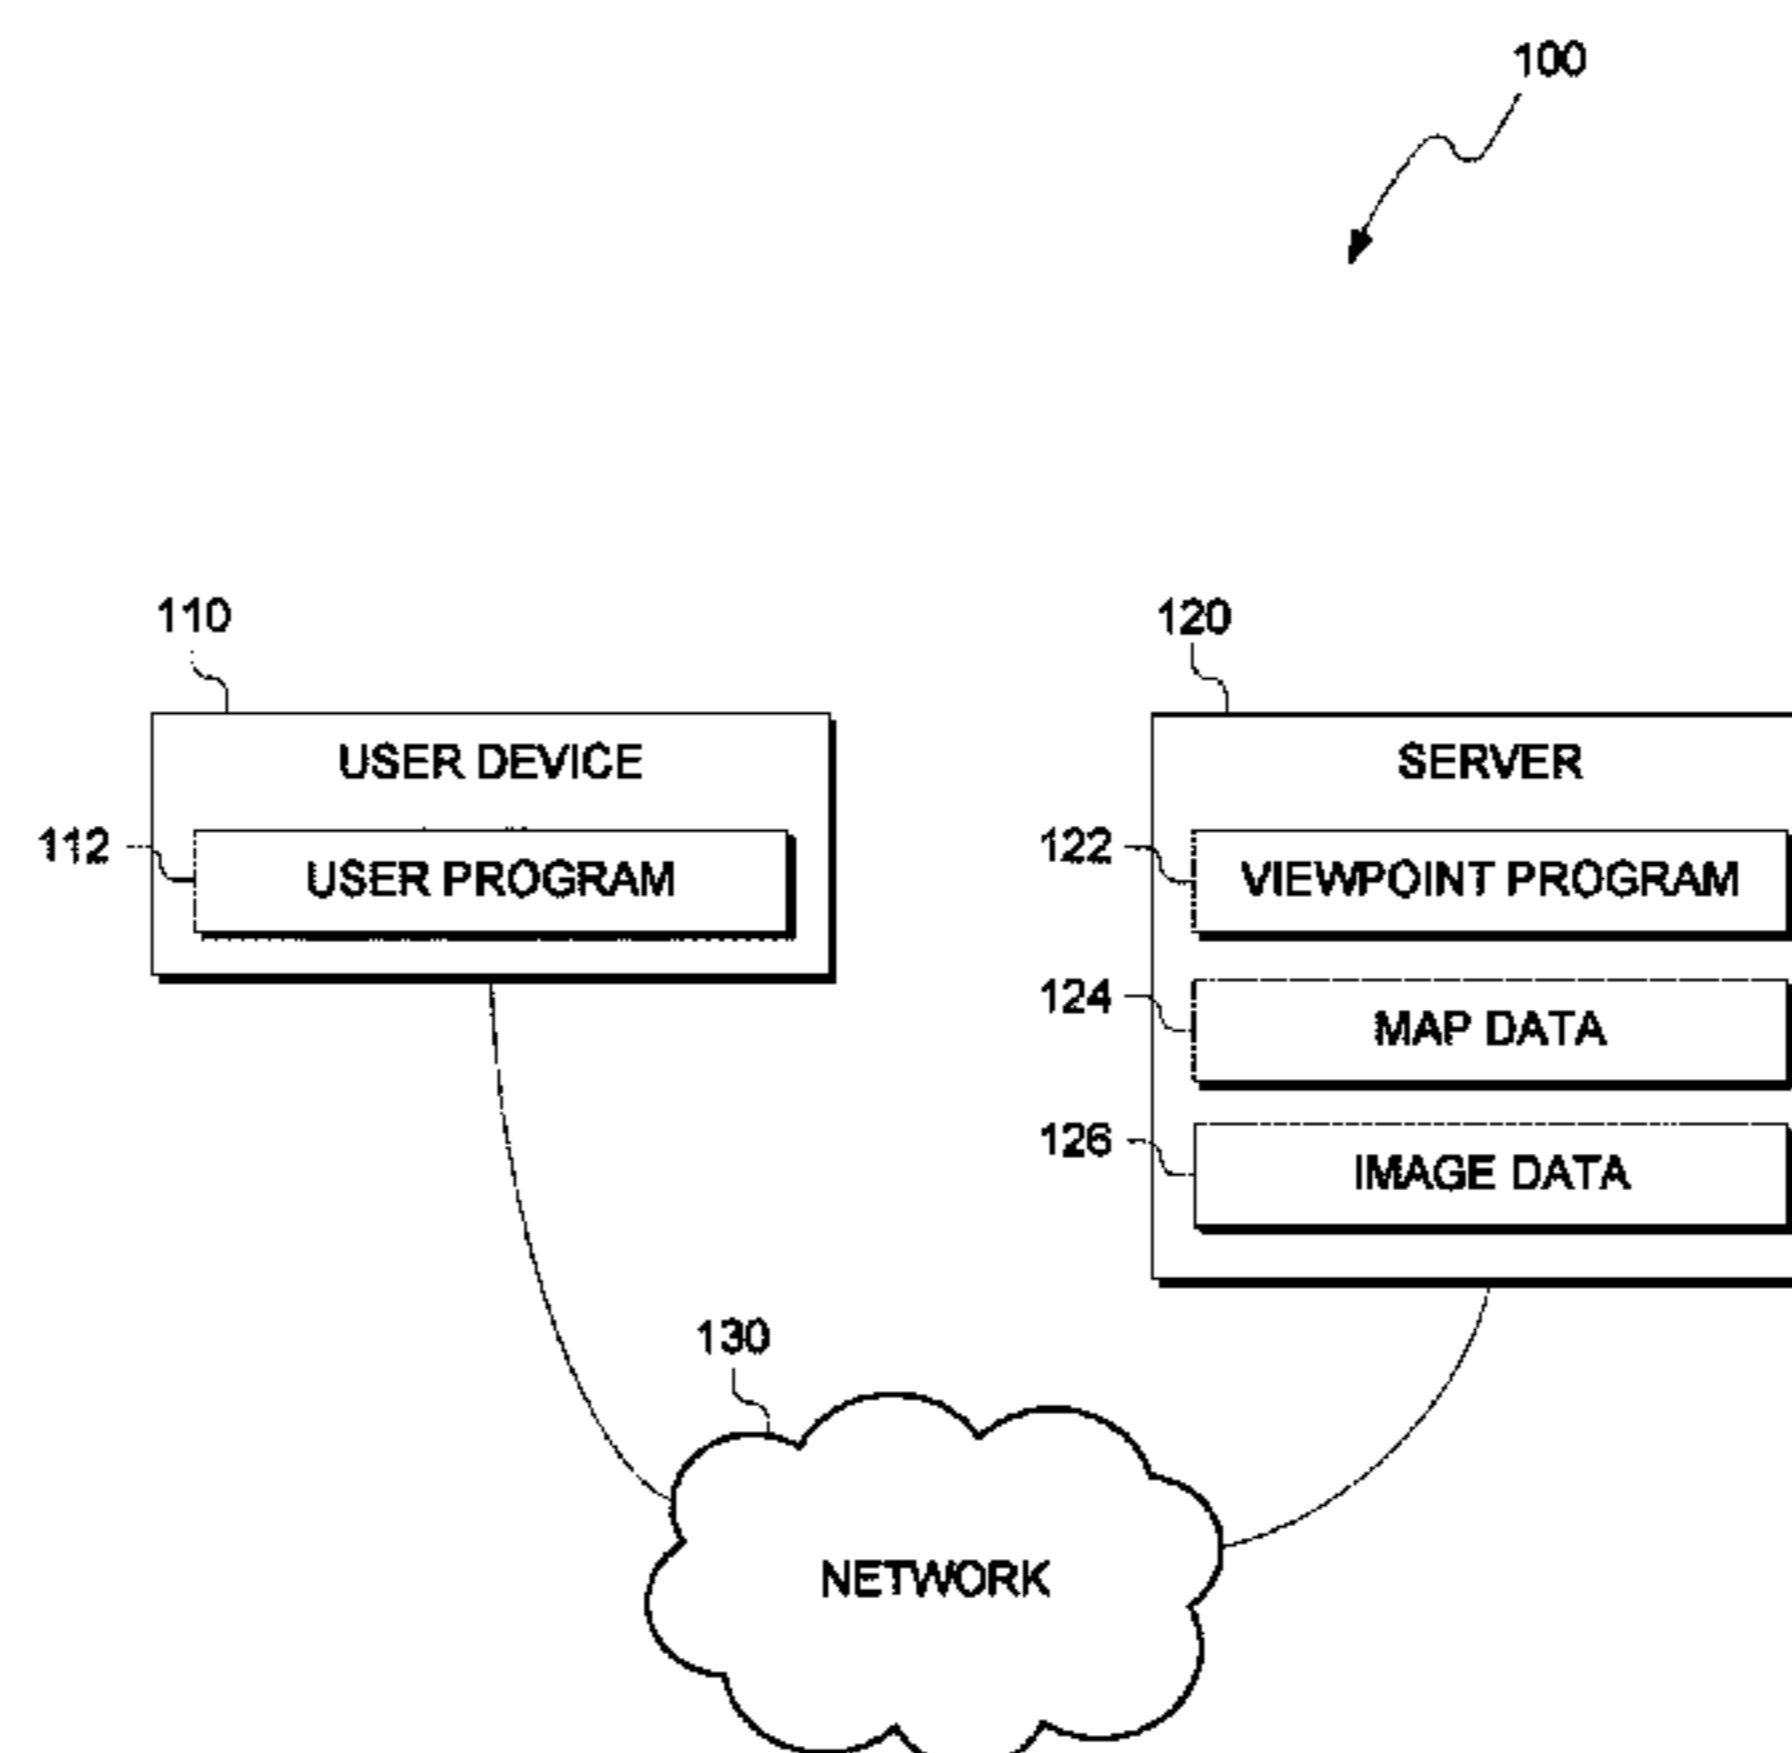 100
110
120
USER DEVICE
SERVER
112
USER PROGRAM
122
VIEWPOINT PROGRAM
124
MAP DATA
126
IMAGE DATA
130
NETWORK